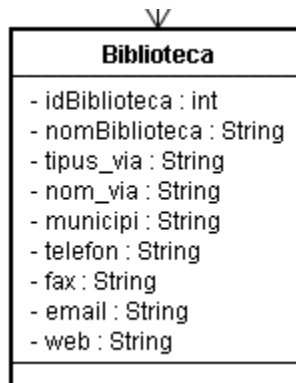 Biblioteca
- idBiblioteca : int
- nomBiblioteca : String
- tipus_via : String
- nom_via : String
- municipi : String
- telefon : String
- fax : String
- email : String
- web : String